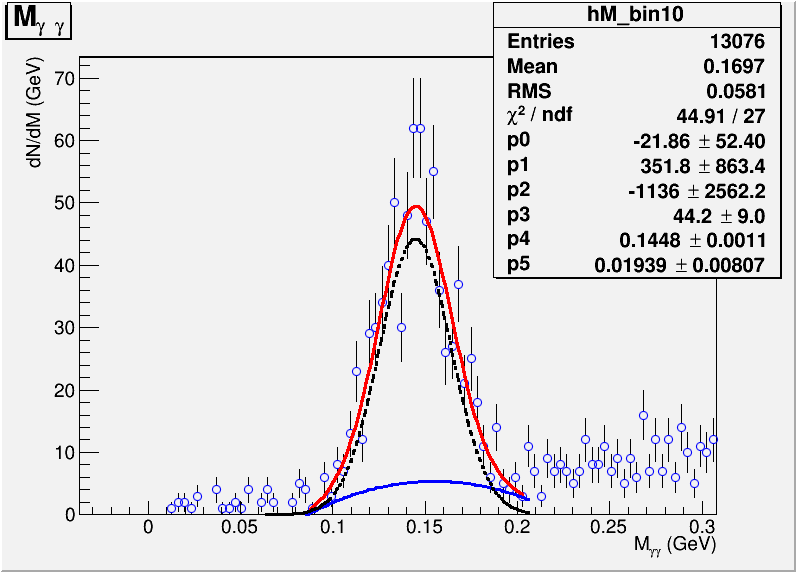 Mγ γ
hM_bin10
Entries 13076
Mean 0.1697
RMS 0.0581
χ² / ndf 44.91 / 27
p0 -21.86 ± 52.40
p1 351.8 ± 863.4
p2 -1136 ± 2562.2
p3 44.2 ± 9.0
p4 0.1448 ± 0.0011
p5 0.01939 ± 0.00807
dN/dM (GeV)
70
60
50
40
30
20
10
0
0 0.05 0.1 0.15 0.2 0.25 0.3
Mγγ (GeV)